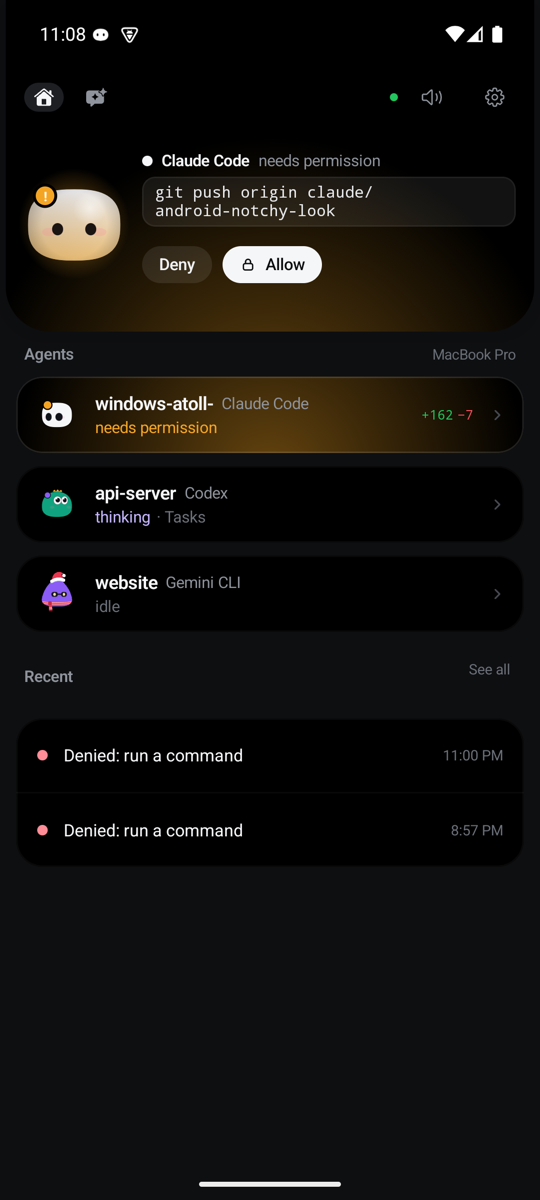 11:08
Claude Code needs permission
git push origin claude/
android-notchy-look
Deny
Allow
Agents
MacBook Pro
windows-atoll- Claude Code
needs permission
+162 −7
api-server Codex
thinking · Tasks
website Gemini CLI
idle
Recent
See all
Denied: run a command
11:00 PM
Denied: run a command
8:57 PM